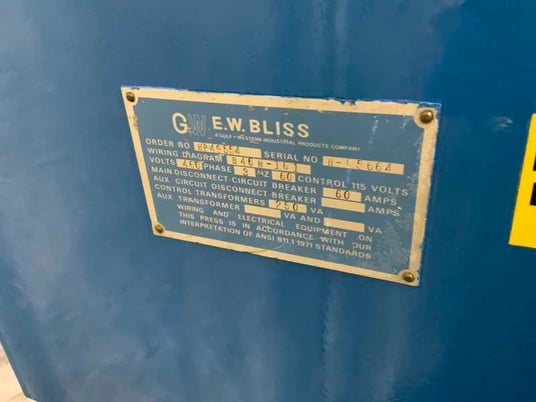 GW E.W. BLISS
A GULF + WESTERN INDUSTRIAL PRODUCTS COMPANY
ORDER NO SERIAL NO
WIRING DIAGRAM
VOLTS PHASE 3 HZ 60 CONTROL 115 VOLTS
MAIN DISCONNECT-CIRCUIT BREAKER 60 AMPS
AUX CIRCUIT DISCONNECT-BREAKER AMPS
CONTROL TRANSFORMERS 250 VA
AUX. TRANSFORMER VA AND VA
WIRING AND ELECTRICAL EQUIPMENT ON
THIS PRESS IS IN ACCORDANCE WITH OUR
INTERPRETATION OF ANSI B11.1 1971 STANDARDS